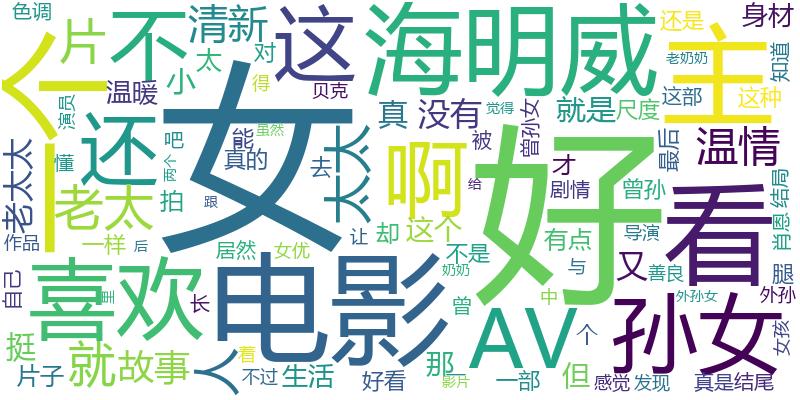 色调
片
不
清新
这
海明威
还是
主
身材
一个
演员
温暖
小
太
对
得
贝克
老奶奶
知道
还
女
能
真的
虽然
太太
真
没有
觉得
曾孙女
就是
尺度
这部
这种
懂
两个
吧
去
啊
被
好
才
剧情
最后
温情
老太太
老太
拍
跟
给
曾孙
看
肖恩
结局
作品
一样
后
居然
女优
让
却
这个
不是
有点
导演
自己
喜欢
里
长
电影
奶奶
曾
与
又
善良
外孙女
腿
外孙
AV
中
孙女
女孩
挺
就
故事
人
着
不过
生活
好看
那
影片
一部
个
但
感觉
发现
真是
结尾
片子